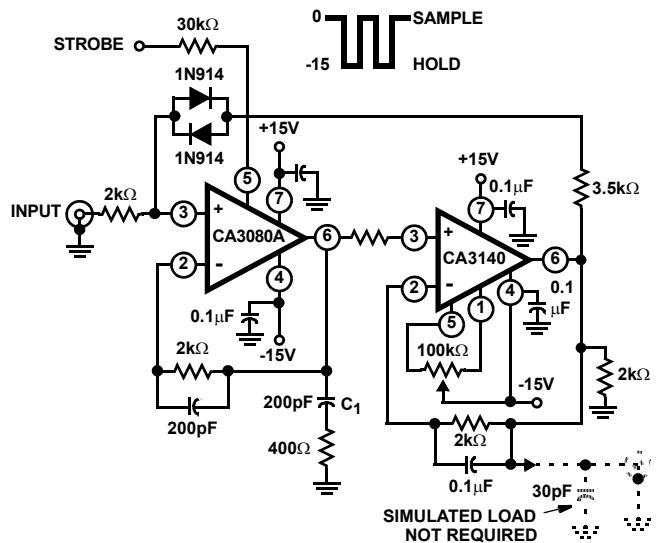 30kΩ
0
SAMPLE
STROBE
-15
HOLD
1N914
+15V
1N914
+15V
0.1µF
3.5kΩ
2kΩ
5
7
7
INPUT
3
+
CA3080A
6
3
+
CA3140
6
2
-
4
2
-
4
0.1
µF
5
1
0.1µF
-15V
100kΩ
-15V
2kΩ
2kΩ
200pF
200pF
C1
2kΩ
400Ω
0.1µF
30pF
SIMULATED LOAD
NOT REQUIRED